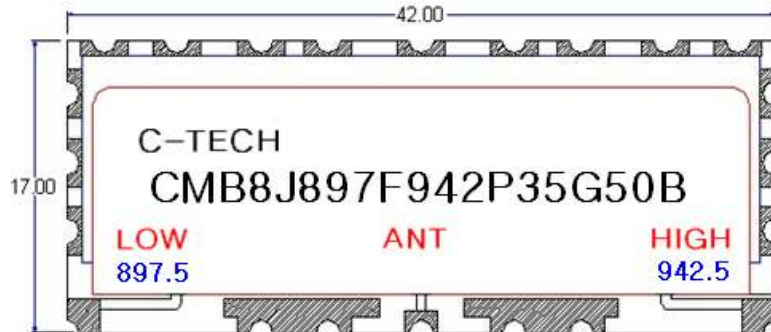 42.00
17.00
C-TECH
CMB8J897F942P35G50B
LOW ANT HIGH
897.5 942.5